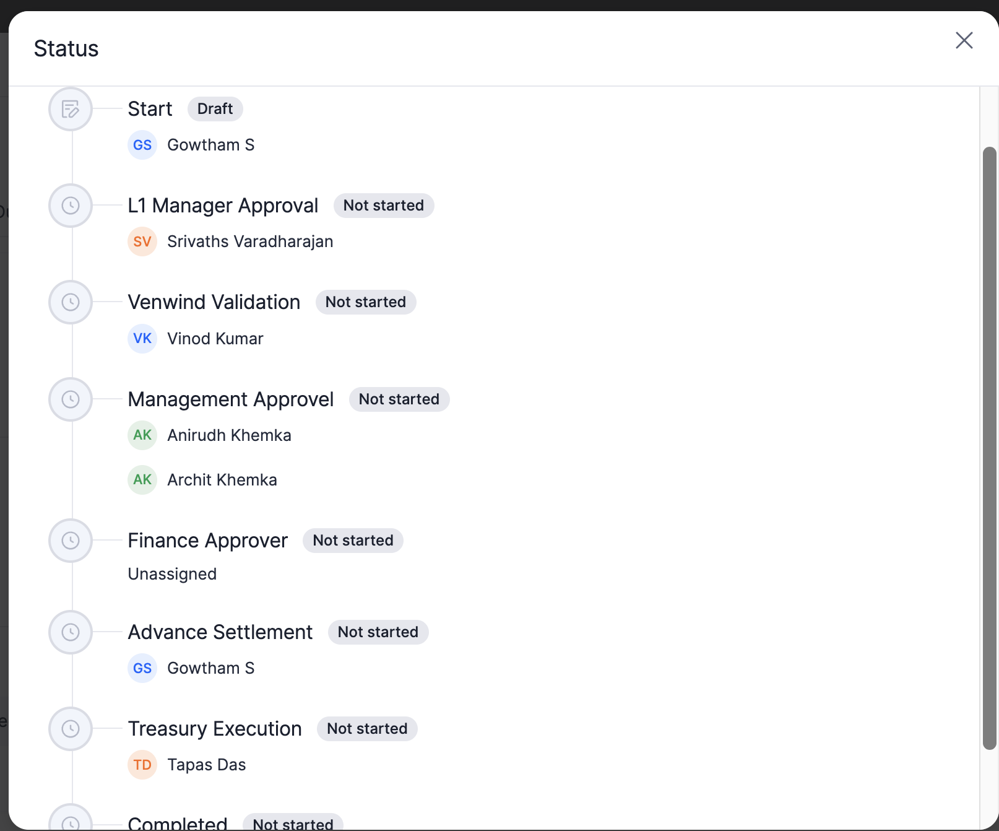 Status
Start Draft
GS Gowtham S
L1 Manager Approval Not started
SV Srivaths Varadharajan
Venwind Validation Not started
VK Vinod Kumar
Management Approvel Not started
AK Anirudh Khemka
AK Archit Khemka
Finance Approver Not started
Unassigned
Advance Settlement Not started
GS Gowtham S
Treasury Execution Not started
TD Tapas Das
Completed Not started